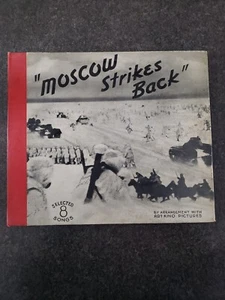 "MOSCOW
Strikes
Back"
SELECTED
8
SONGS
BY ARRANGEMENT WITH
ARTKINO PICTURES